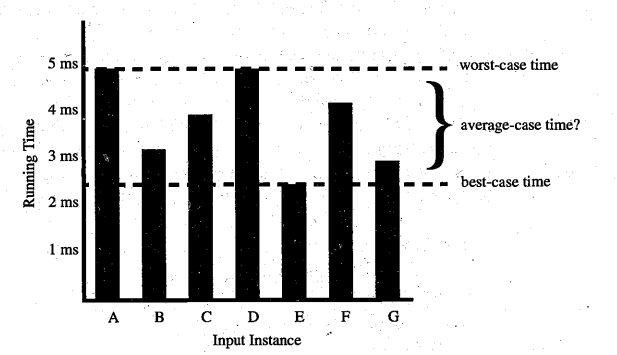 5 ms
worst-case time
4 ms
average-case time?
3 ms
best-case time
2 ms
1 ms
Running Time
A B C D E F G
Input Instance